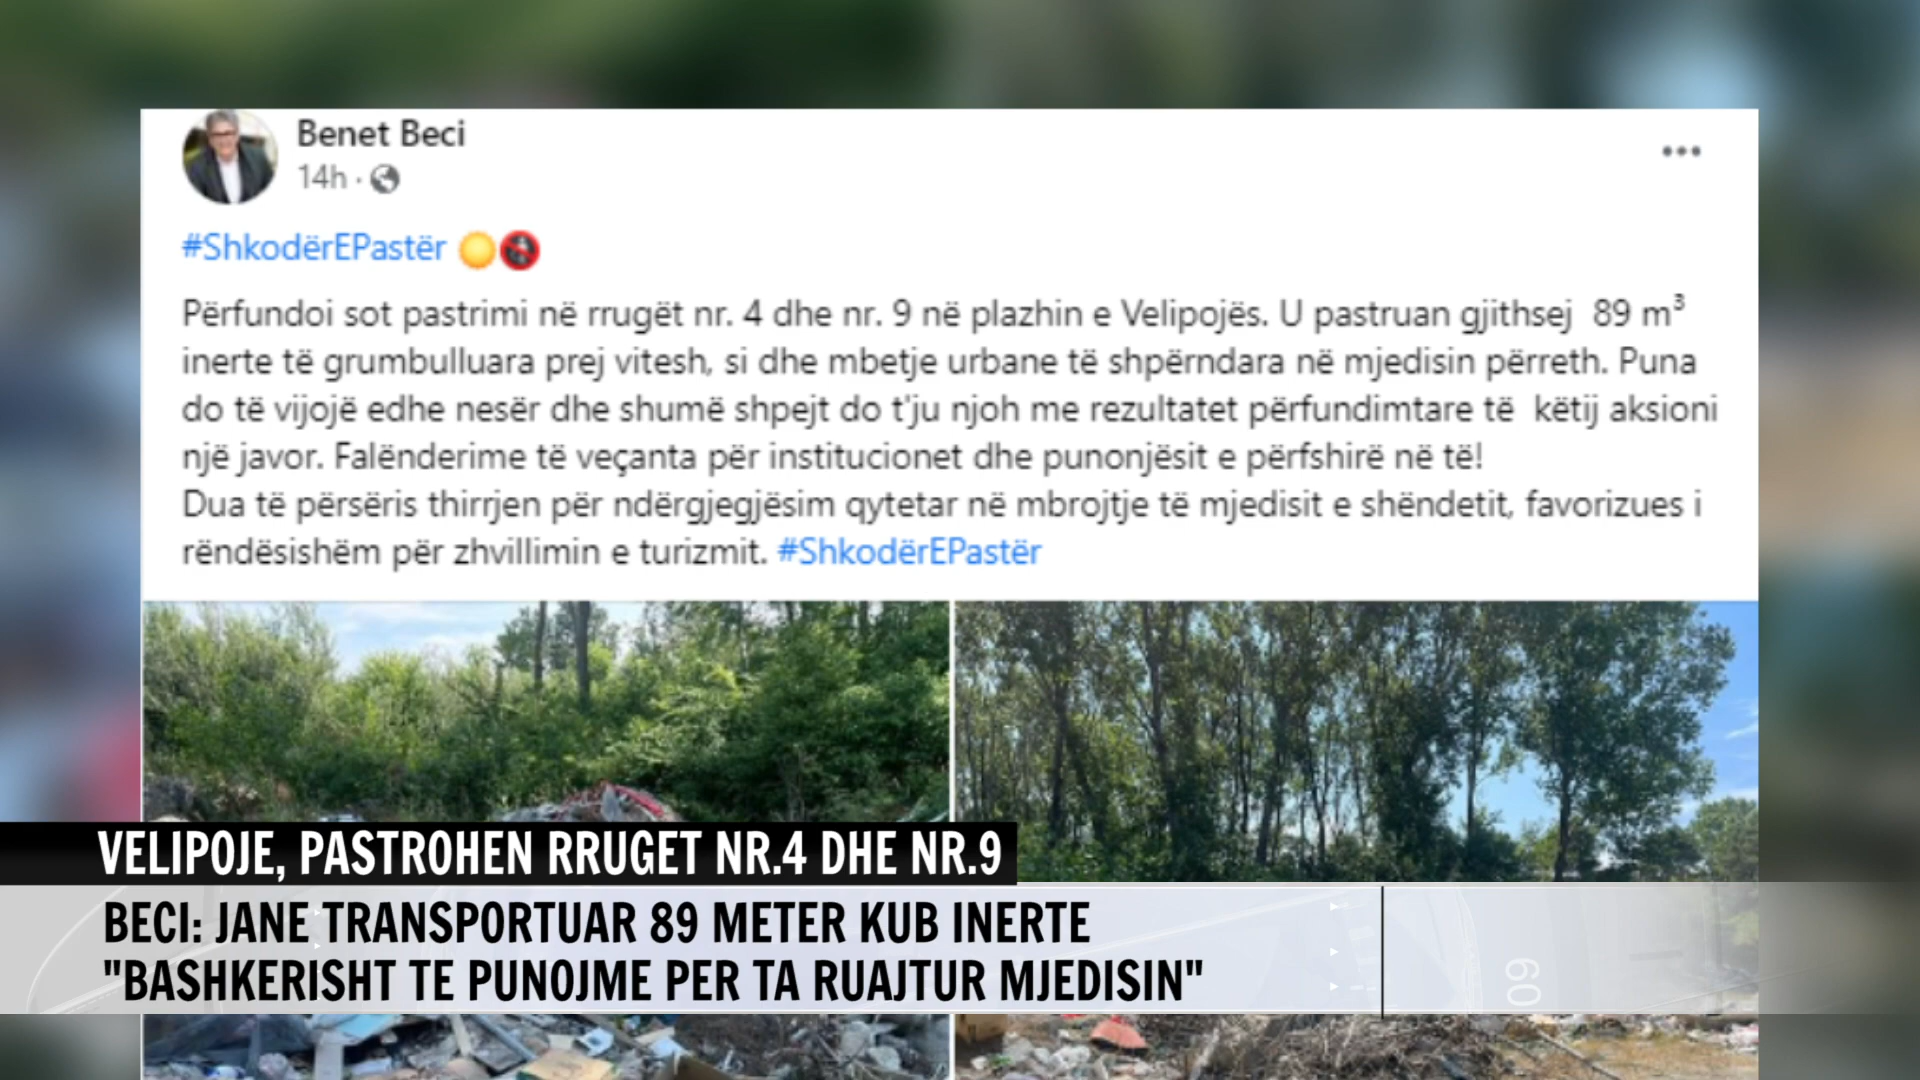 Benet Beci
14h ·
#ShkodërEPastër
Përfundoi sot pastrimi në rrugët nr. 4 dhe nr. 9 në plazhin e Velipojës. U pastruan gjithsej 89 m³
inerte të grumbulluara prej vitesh, si dhe mbetje urbane të shpërndara në mjedisin përreth. Puna
do të vijojë edhe nesër dhe shumë shpejt do t'ju njoh me rezultatet përfundimtare të këtij aksioni
një javor. Falënderime të veçanta për institucionet dhe punonjësit e përfshirë në të!
Dua të përsëris thirrjen për ndërgjegjësim qytetar në mbrojtje të mjedisit e shëndetit, favorizues i
rëndësishëm për zhvillimin e turizmit. #ShkodërEPastër
VELIPOJE, PASTROHEN RRUGET NR.4 DHE NR.9
BECI: JANE TRANSPORTUAR 89 METER KUB INERTE
"BASHKERISHT TE PUNOJME PER TA RUAJTUR MJEDISIN"
09